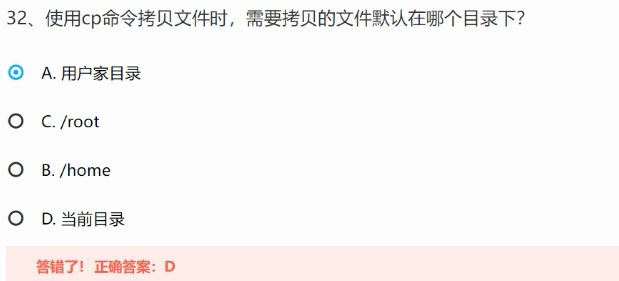 32、使用cp命令拷贝文件时，需要拷贝的文件默认在哪个目录下？
A. 用户家目录
C. /root
B. /home
D. 当前目录
答错了！正确答案：D